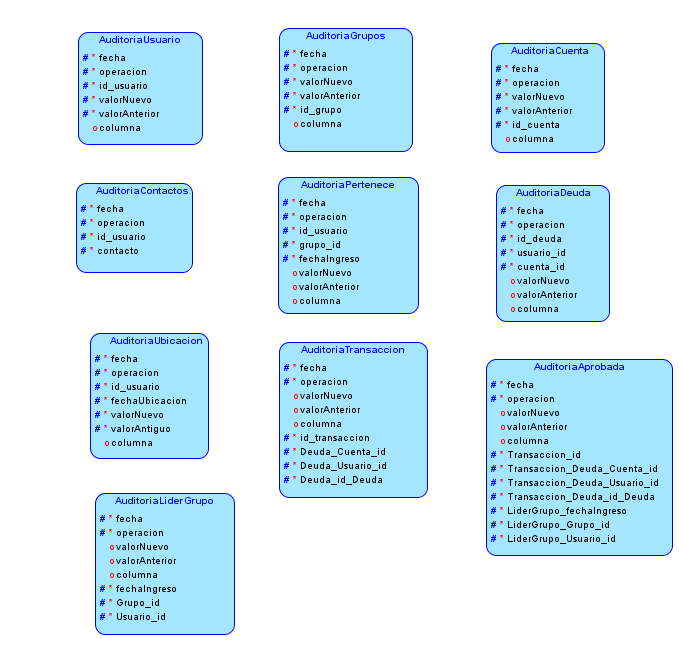 AuditoriaUsuario
# * fecha
# * operacion
# * id_usuario
# * valorNuevo
# * valorAnterior
o columna
AuditoriaGrupos
# * fecha
# * operacion
# * valorNuevo
# * valorAnterior
# * id_grupo
o columna
AuditoriaCuenta
# * fecha
# * operacion
# * valorNuevo
# * valorAnterior
# * id_cuenta
o columna
AuditoriaContactos
# * fecha
# * operacion
# * id_usuario
# * contacto
AuditoriaPertenece
# * fecha
# * operacion
# * id_usuario
# * grupo_id
# * fechaIngreso
o valorNuevo
o valorAnterior
o columna
AuditoriaDeuda
# * fecha
# * operacion
# * id_deuda
# * usuario_id
# * cuenta_id
o valorNuevo
o valorAnterior
o columna
AuditoriaUbicacion
# * fecha
# * operacion
# * id_usuario
# * fechaUbicacion
# * valorNuevo
# * valorAntiguo
o columna
AuditoriaTransaccion
# * fecha
# * operacion
o valorNuevo
o valorAnterior
o columna
# * id_transaccion
# * Deuda_Cuenta_id
# * Deuda_Usuario_id
# * Deuda_id_Deuda
AuditoriaAprobada
# * fecha
# * operacion
o valorNuevo
o valorAnterior
o columna
# * Transaccion_id
# * Transaccion_Deuda_Cuenta_id
# * Transaccion_Deuda_Usuario_id
# * Transaccion_Deuda_id_Deuda
# * LiderGrupo_fechaIngreso
# * LiderGrupo_Grupo_id
# * LiderGrupo_Usuario_id
AuditoriaLiderGrupo
# * fecha
# * operacion
o valorNuevo
o valorAnterior
o columna
# * fechaIngreso
# * Grupo_id
# * Usuario_id